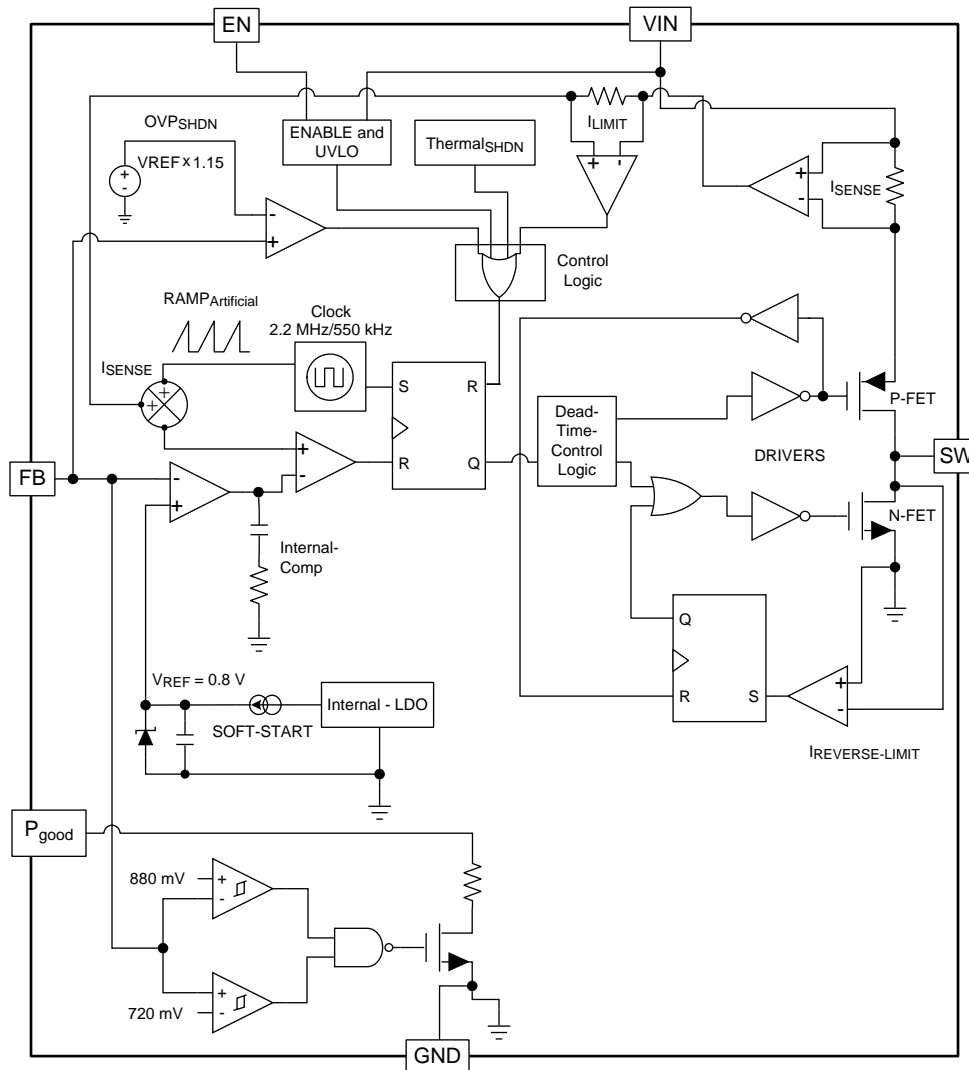 EN
VIN
OVPSHDN
VREF x 1.15
+
-
ENABLE and
UVLO
ThermalSHDN
ILIMIT
+
-
ISENSE
+
-
-
+
Control
Logic
RAMPArtificial
Clock
2.2 MHz/550 kHz
ISENSE
+
+
+
S
R
R
Q
Dead-
Time-
Control
Logic
P-FET
DRIVERS
SW
N-FET
FB
-
+
+
-
Internal-
Comp
Q
R
S
+
-
IREVERSE-LIMIT
VREF = 0.8 V
Internal - LDO
SOFT-START
Pgood
880 mV
+
-
+
-
720 mV
GND